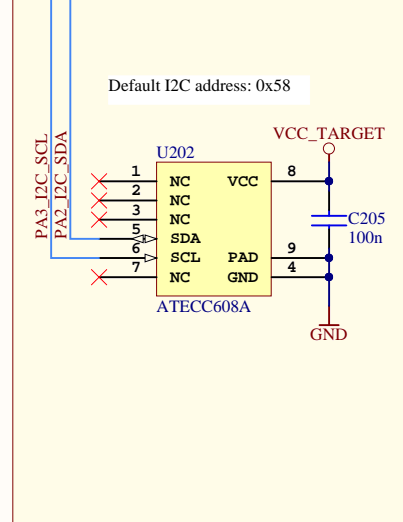 Default I2C address: 0x58
VCC_TARGET
U202
PA3_I2C_SCL
PA2_I2C_SDA
1 NC VCC 8
2 NC
3 NC
C205
100n
5 SDA
6 SCL PAD 9
7 NC GND 4
ATECC608A
GND